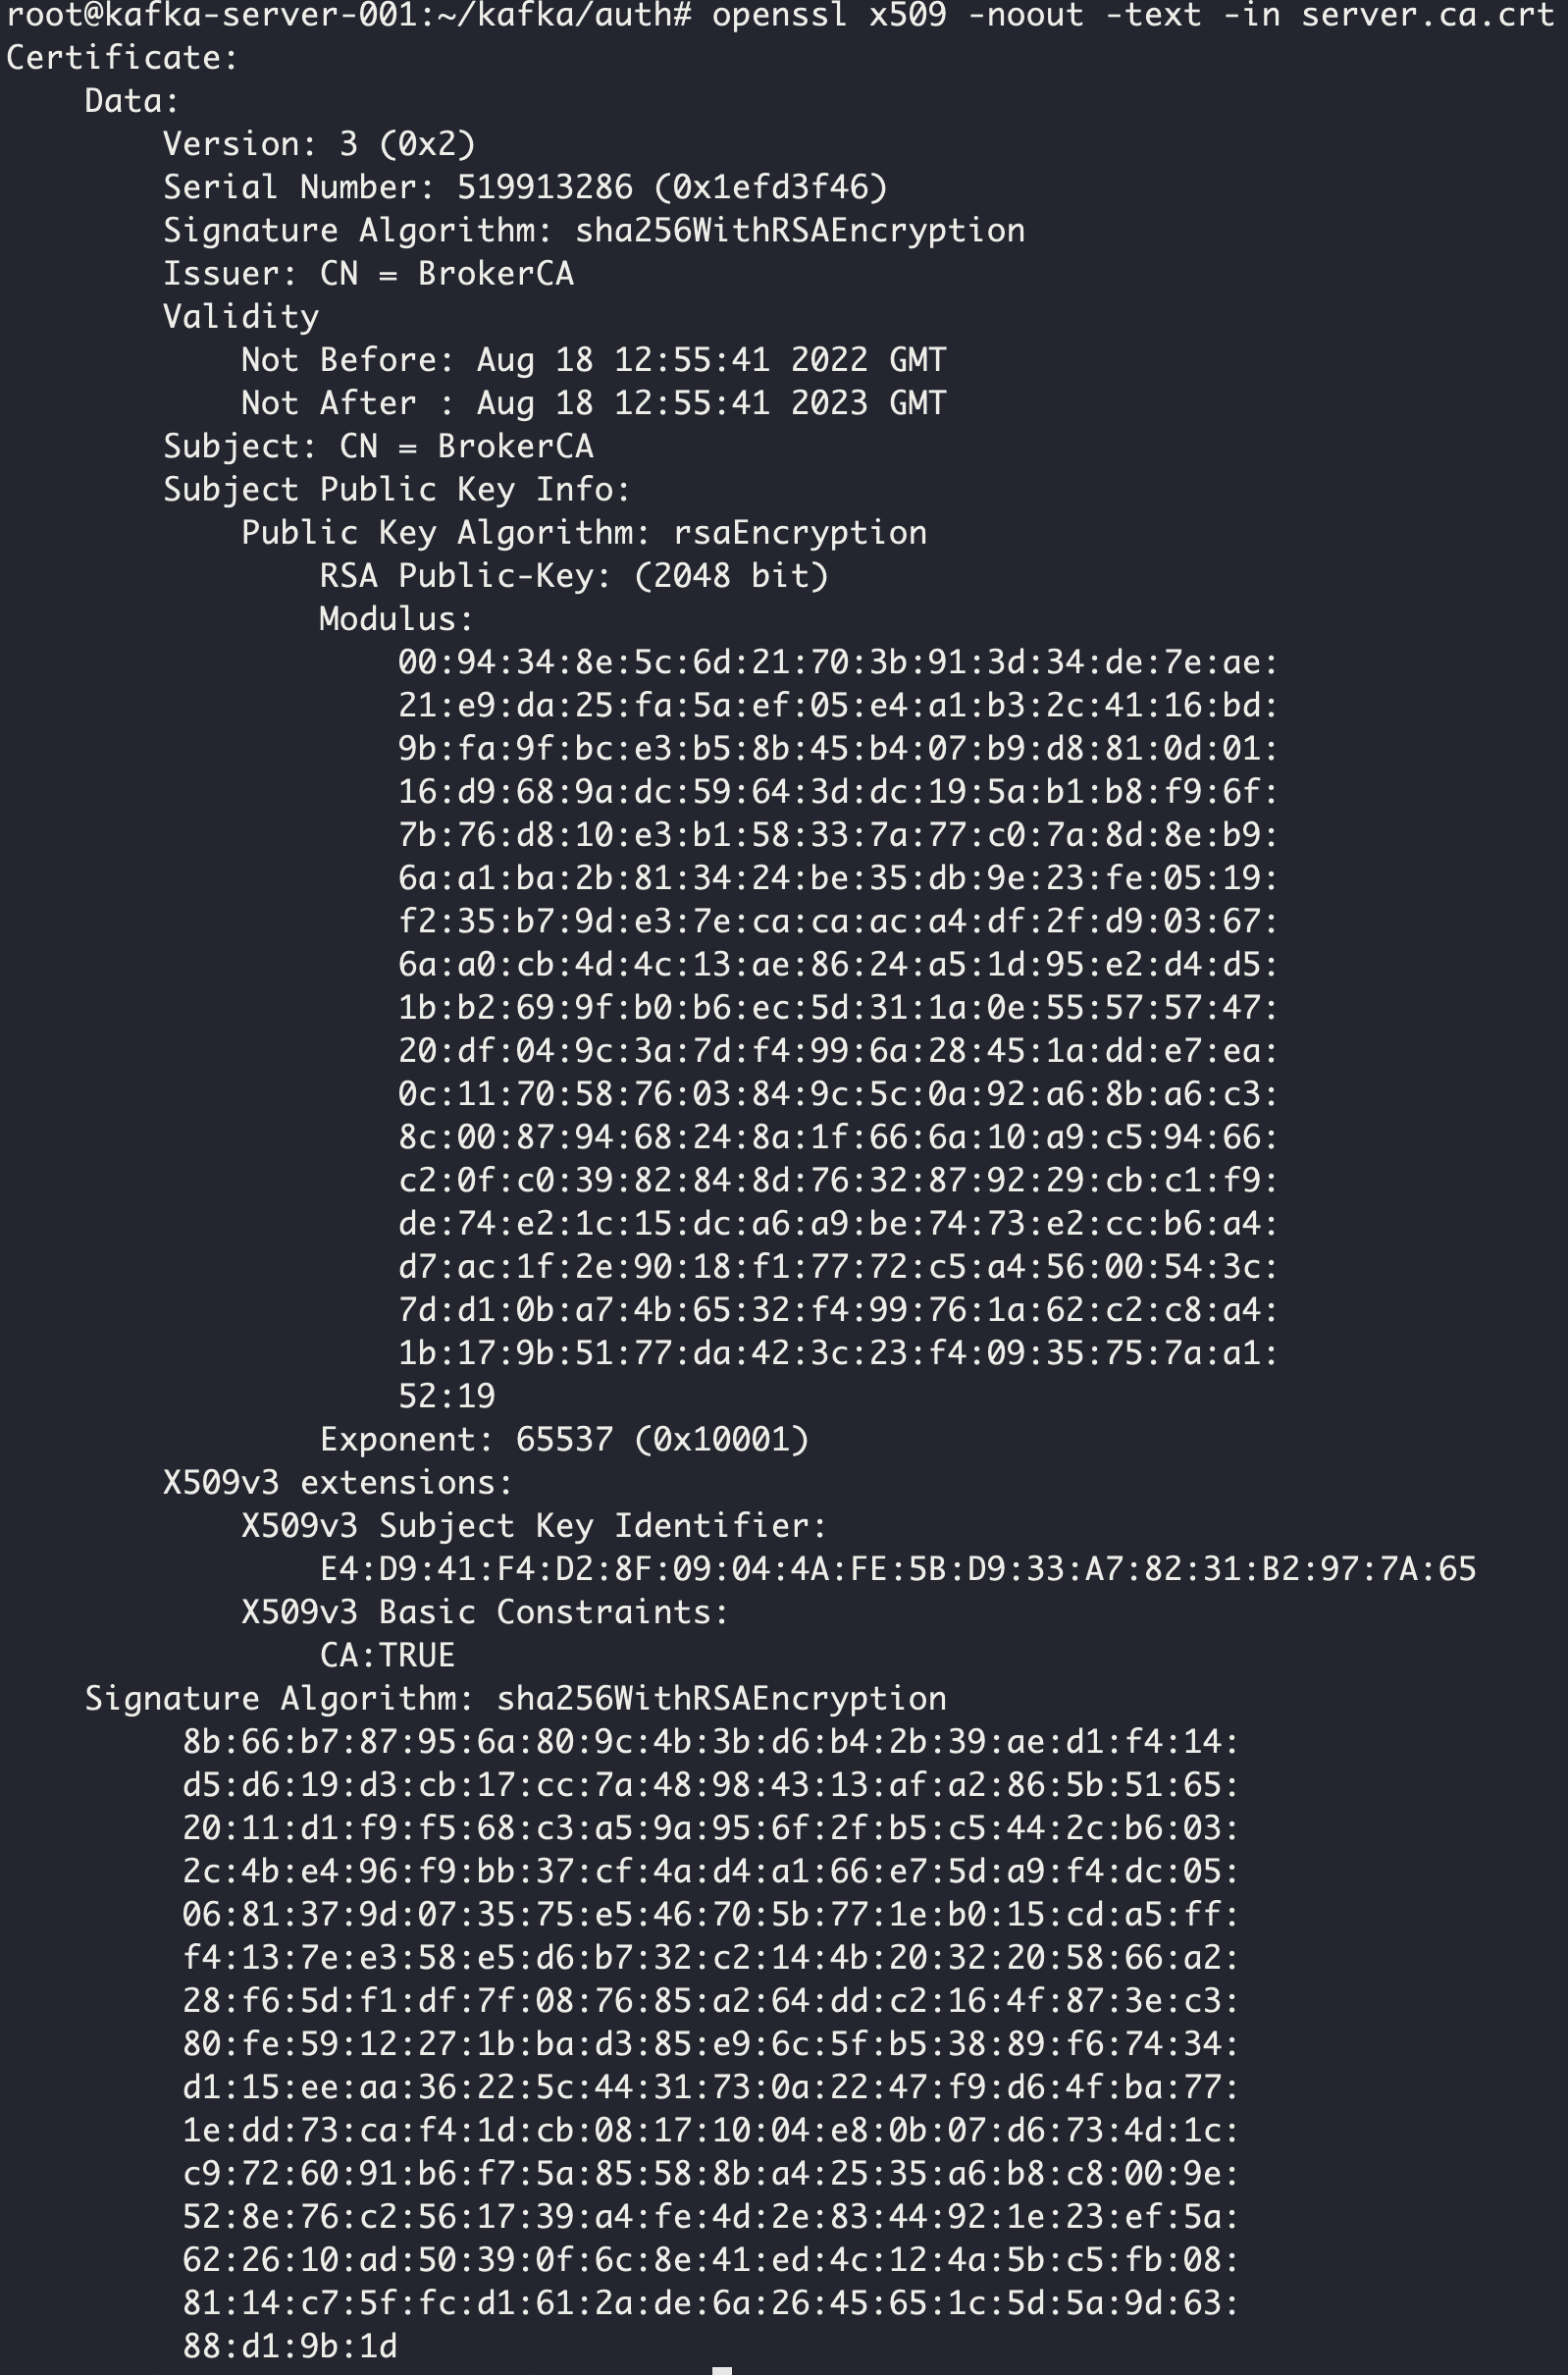 root@kafka-server-001:~/kafka/auth# openssl x509 -noout -text -in server.ca.crt
Certificate:
    Data:
        Version: 3 (0x2)
        Serial Number: 519913286 (0x1efd3f46)
        Signature Algorithm: sha256WithRSAEncryption
        Issuer: CN = BrokerCA
        Validity
            Not Before: Aug 18 12:55:41 2022 GMT
            Not After : Aug 18 12:55:41 2023 GMT
        Subject: CN = BrokerCA
        Subject Public Key Info:
            Public Key Algorithm: rsaEncryption
                RSA Public-Key: (2048 bit)
                Modulus:
                    00:94:34:8e:5c:6d:21:70:3b:91:3d:34:de:7e:ae:
                    21:e9:da:25:fa:5a:ef:05:e4:a1:b3:2c:41:16:bd:
                    9b:fa:9f:bc:e3:b5:8b:45:b4:07:b9:d8:81:0d:01:
                    16:d9:68:9a:dc:59:64:3d:dc:19:5a:b1:b8:f9:6f:
                    7b:76:d8:10:e3:b1:58:33:7a:77:c0:7a:8d:8e:b9:
                    6a:a1:ba:2b:81:34:24:be:35:db:9e:23:fe:05:19:
                    f2:35:b7:9d:e3:7e:ca:ca:ac:a4:df:2f:d9:03:67:
                    6a:a0:cb:4d:4c:13:ae:86:24:a5:1d:95:e2:d4:d5:
                    1b:b2:69:9f:b0:b6:ec:5d:31:1a:0e:55:57:57:47:
                    20:df:04:9c:3a:7d:f4:99:6a:28:45:1a:dd:e7:ea:
                    0c:11:70:58:76:03:84:9c:5c:0a:92:a6:8b:a6:c3:
                    8c:00:87:94:68:24:8a:1f:66:6a:10:a9:c5:94:66:
                    c2:0f:c0:39:82:84:8d:76:32:87:92:29:cb:c1:f9:
                    de:74:e2:1c:15:dc:a6:a9:be:74:73:e2:cc:b6:a4:
                    d7:ac:1f:2e:90:18:f1:77:72:c5:a4:56:00:54:3c:
                    7d:d1:0b:a7:4b:65:32:f4:99:76:1a:62:c2:c8:a4:
                    1b:17:9b:51:77:da:42:3c:23:f4:09:35:75:7a:a1:
                    52:19
                Exponent: 65537 (0x10001)
        X509v3 extensions:
            X509v3 Subject Key Identifier:
                E4:D9:41:F4:D2:8F:09:04:4A:FE:5B:D9:33:A7:82:31:B2:97:7A:65
            X509v3 Basic Constraints:
                CA:TRUE
    Signature Algorithm: sha256WithRSAEncryption
         8b:66:b7:87:95:6a:80:9c:4b:3b:d6:b4:2b:39:ae:d1:f4:14:
         d5:d6:19:d3:cb:17:cc:7a:48:98:43:13:af:a2:86:5b:51:65:
         20:11:d1:f9:f5:68:c3:a5:9a:95:6f:2f:b5:c5:44:2c:b6:03:
         2c:4b:e4:96:f9:bb:37:cf:4a:d4:a1:66:e7:5d:a9:f4:dc:05:
         06:81:37:9d:07:35:75:e5:46:70:5b:77:1e:b0:15:cd:a5:ff:
         f4:13:7e:e3:58:e5:d6:b7:32:c2:14:4b:20:32:20:58:66:a2:
         28:f6:5d:f1:df:7f:08:76:85:a2:64:dd:c2:16:4f:87:3e:c3:
         80:fe:59:12:27:1b:ba:d3:85:e9:6c:5f:b5:38:89:f6:74:34:
         d1:15:ee:aa:36:22:5c:44:31:73:0a:22:47:f9:d6:4f:ba:77:
         1e:dd:73:ca:f4:1d:cb:08:17:10:04:e8:0b:07:d6:73:4d:1c:
         c9:72:60:91:b6:f7:5a:85:58:8b:a4:25:35:a6:b8:c8:00:9e:
         52:8e:76:c2:56:17:39:a4:fe:4d:2e:83:44:92:1e:23:ef:5a:
         62:26:10:ad:50:39:0f:6c:8e:41:ed:4c:12:4a:5b:c5:fb:08:
         81:14:c7:5f:fc:d1:61:2a:de:6a:26:45:65:1c:5d:5a:9d:63:
         88:d1:9b:1d